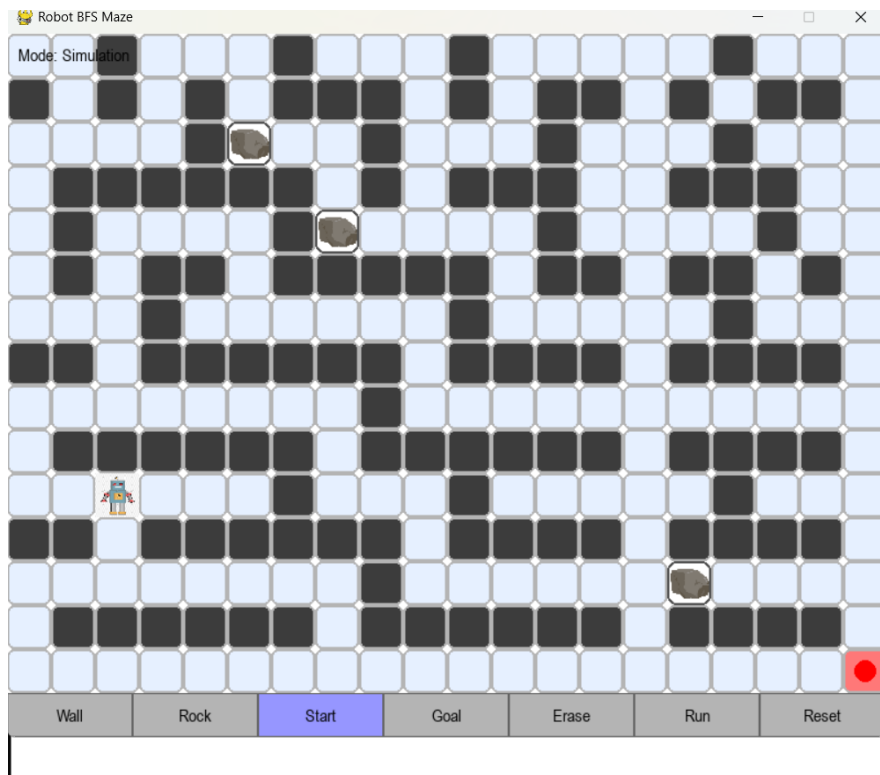 Robot BFS Maze
Mode: Simulation
Wall Rock Start Goal Erase Run Reset